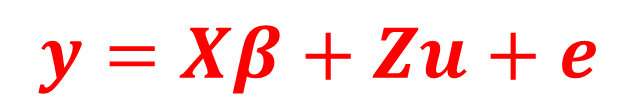 y = Xβ + Zu + e